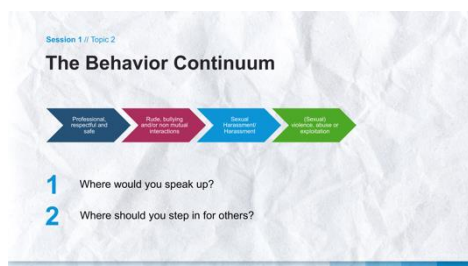 Session 1 // Topic 2
The Behavior Continuum
Professional,
respectful and
safe
Rude, bullying
and/or non mutual
interactions
Sexual
Harassment/
Harassment
(Sexual)
violence, abuse or
exploitation
1 Where would you speak up?
2 Where should you step in for others?